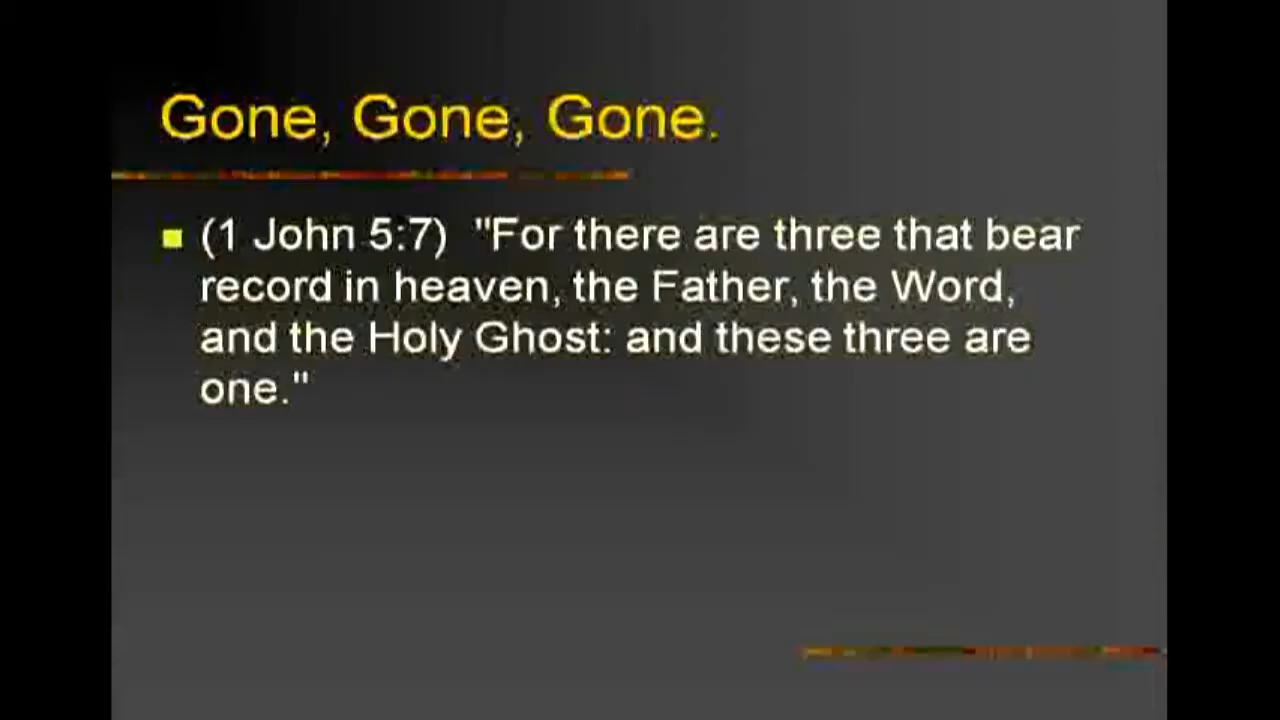 Gone, Gone, Gone.
(1 John 5:7)  "For there are three that bear
record in heaven, the Father, the Word,
and the Holy Ghost: and these three are
one."